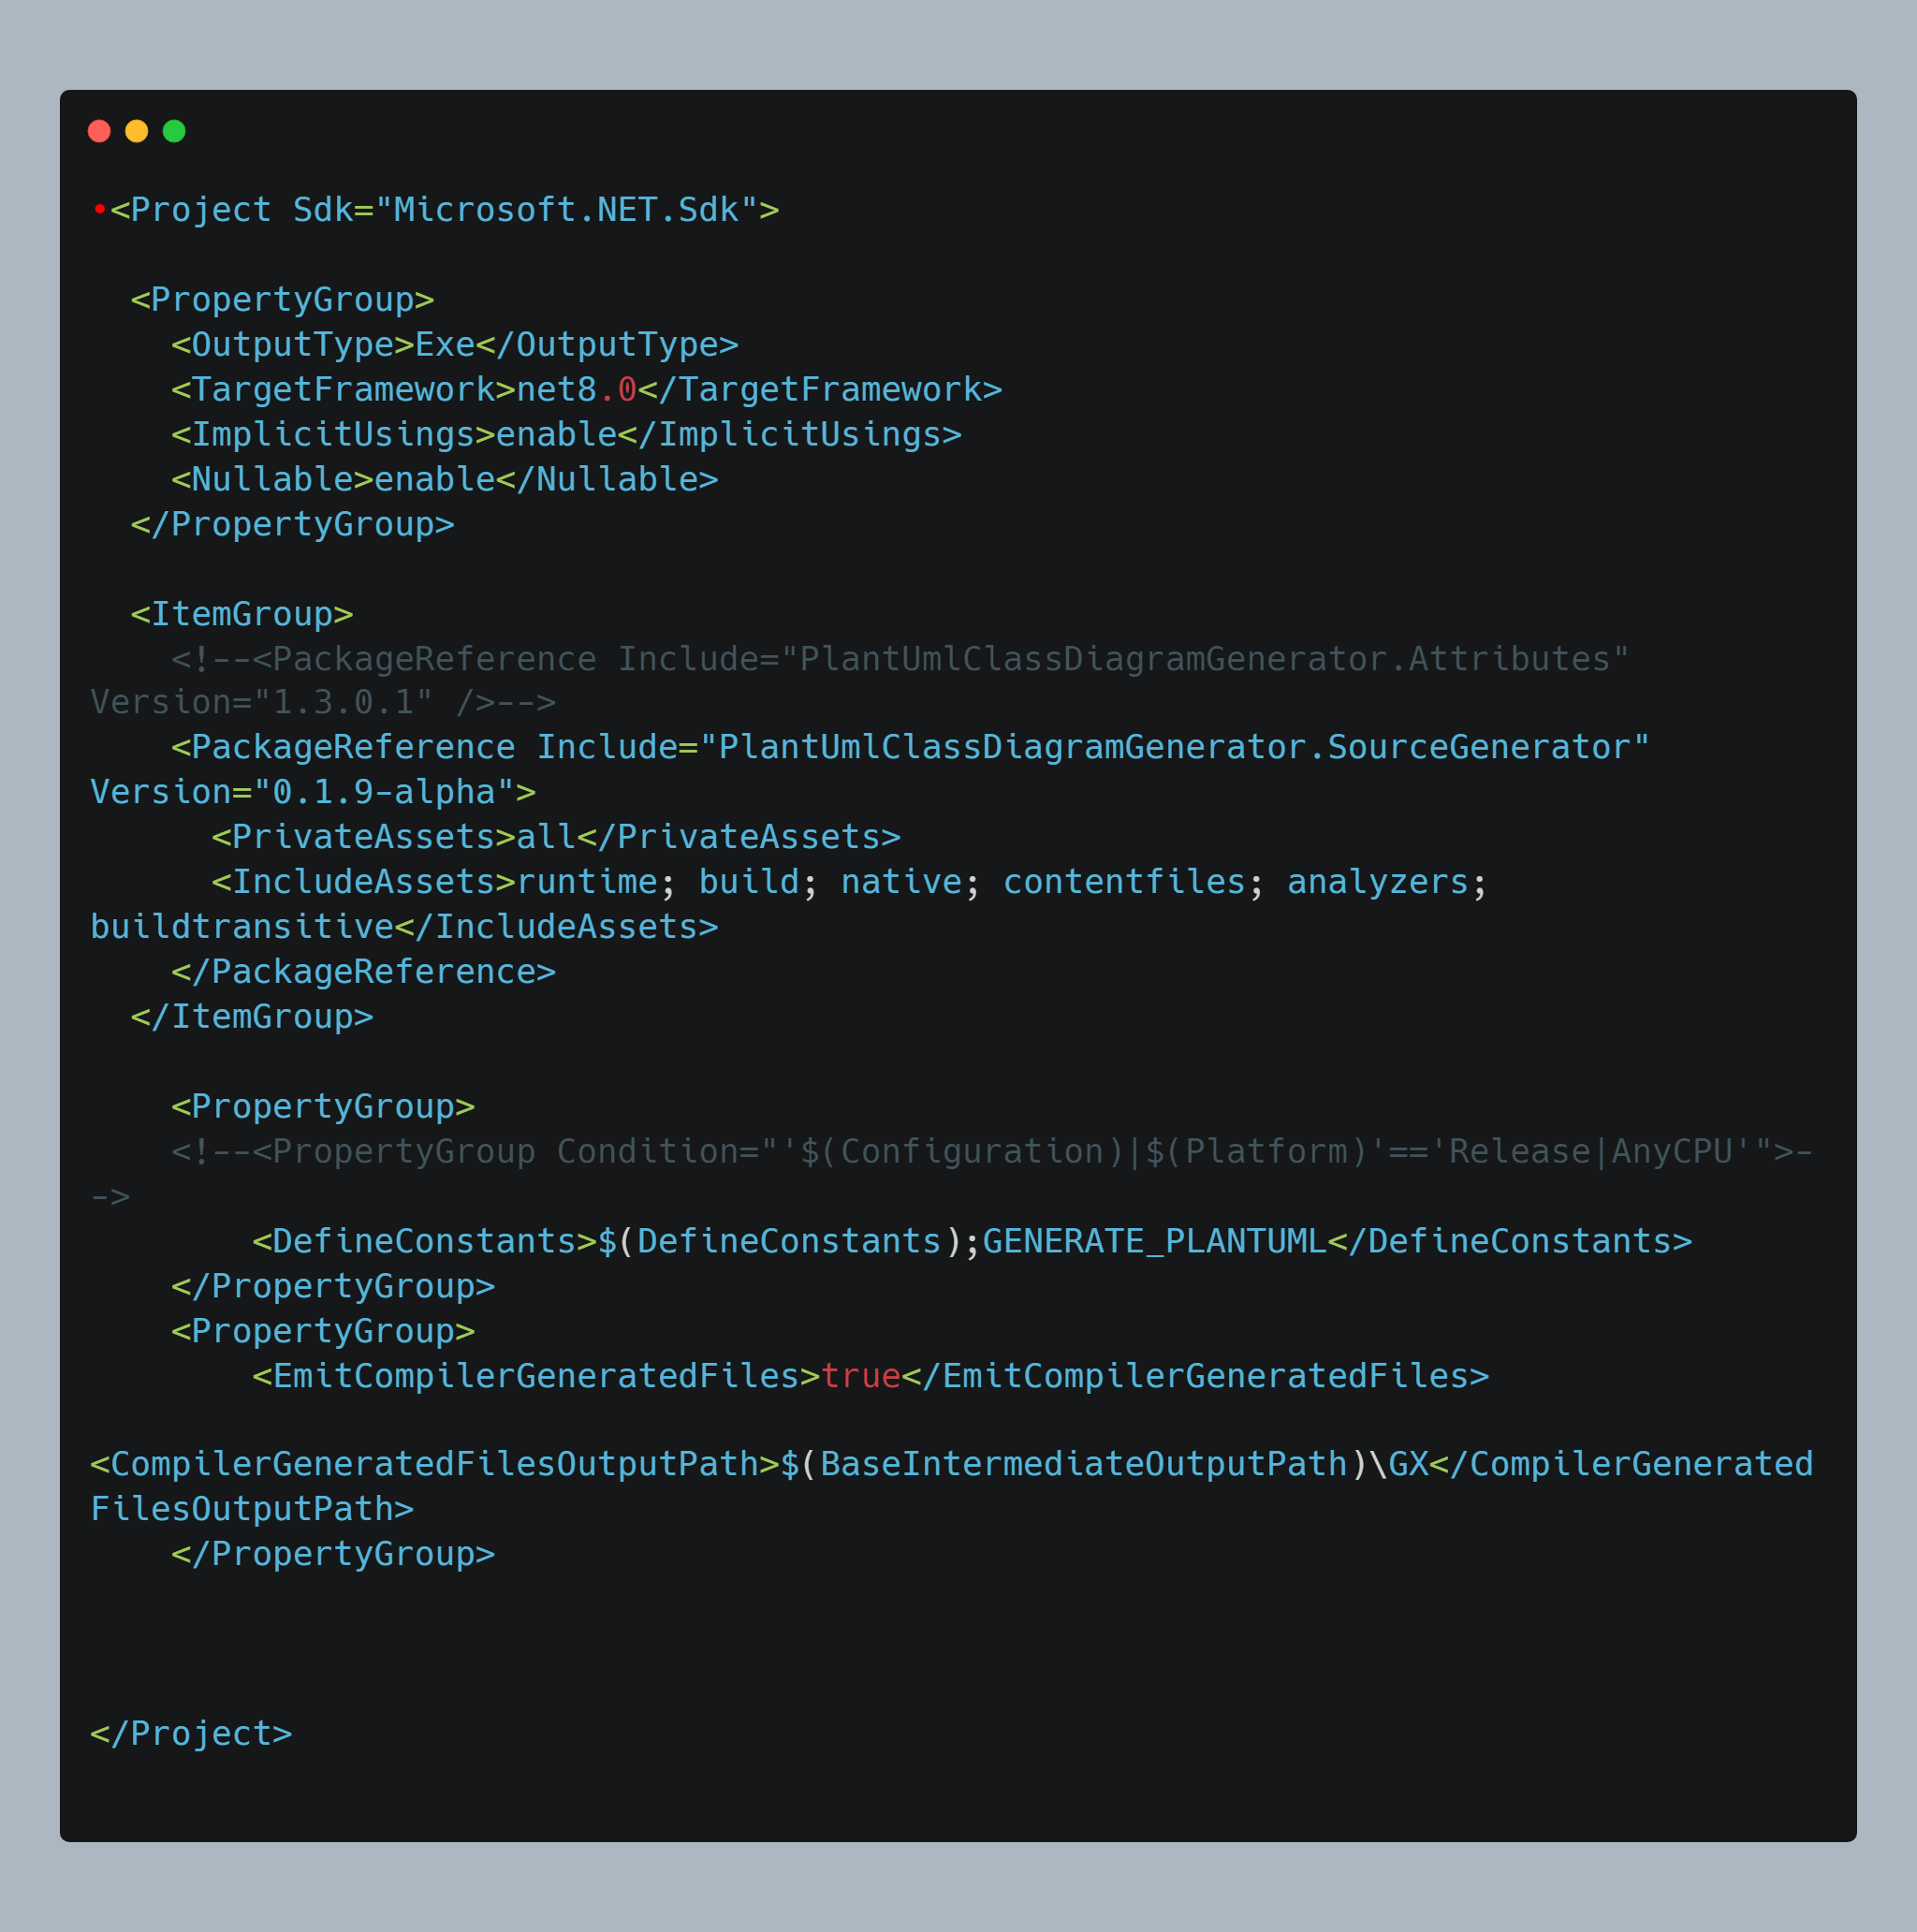 •<Project Sdk="Microsoft.NET.Sdk">

  <PropertyGroup>
    <OutputType>Exe</OutputType>
    <TargetFramework>net8.0</TargetFramework>
    <ImplicitUsings>enable</ImplicitUsings>
    <Nullable>enable</Nullable>
  </PropertyGroup>

  <ItemGroup>
    <!--<PackageReference Include="PlantUmlClassDiagramGenerator.Attributes"
Version="1.3.0.1" />-->
    <PackageReference Include="PlantUmlClassDiagramGenerator.SourceGenerator"
Version="0.1.9-alpha">
      <PrivateAssets>all</PrivateAssets>
      <IncludeAssets>runtime; build; native; contentfiles; analyzers;
buildtransitive</IncludeAssets>
    </PackageReference>
  </ItemGroup>

    <PropertyGroup>
    <!--<PropertyGroup Condition="'$(Configuration)|$(Platform)'=='Release|AnyCPU'">-
->
        <DefineConstants>$(DefineConstants);GENERATE_PLANTUML</DefineConstants>
    </PropertyGroup>
    <PropertyGroup>
        <EmitCompilerGeneratedFiles>true</EmitCompilerGeneratedFiles>

<CompilerGeneratedFilesOutputPath>$(BaseIntermediateOutputPath)\GX</CompilerGenerated
FilesOutputPath>
    </PropertyGroup>

</Project>